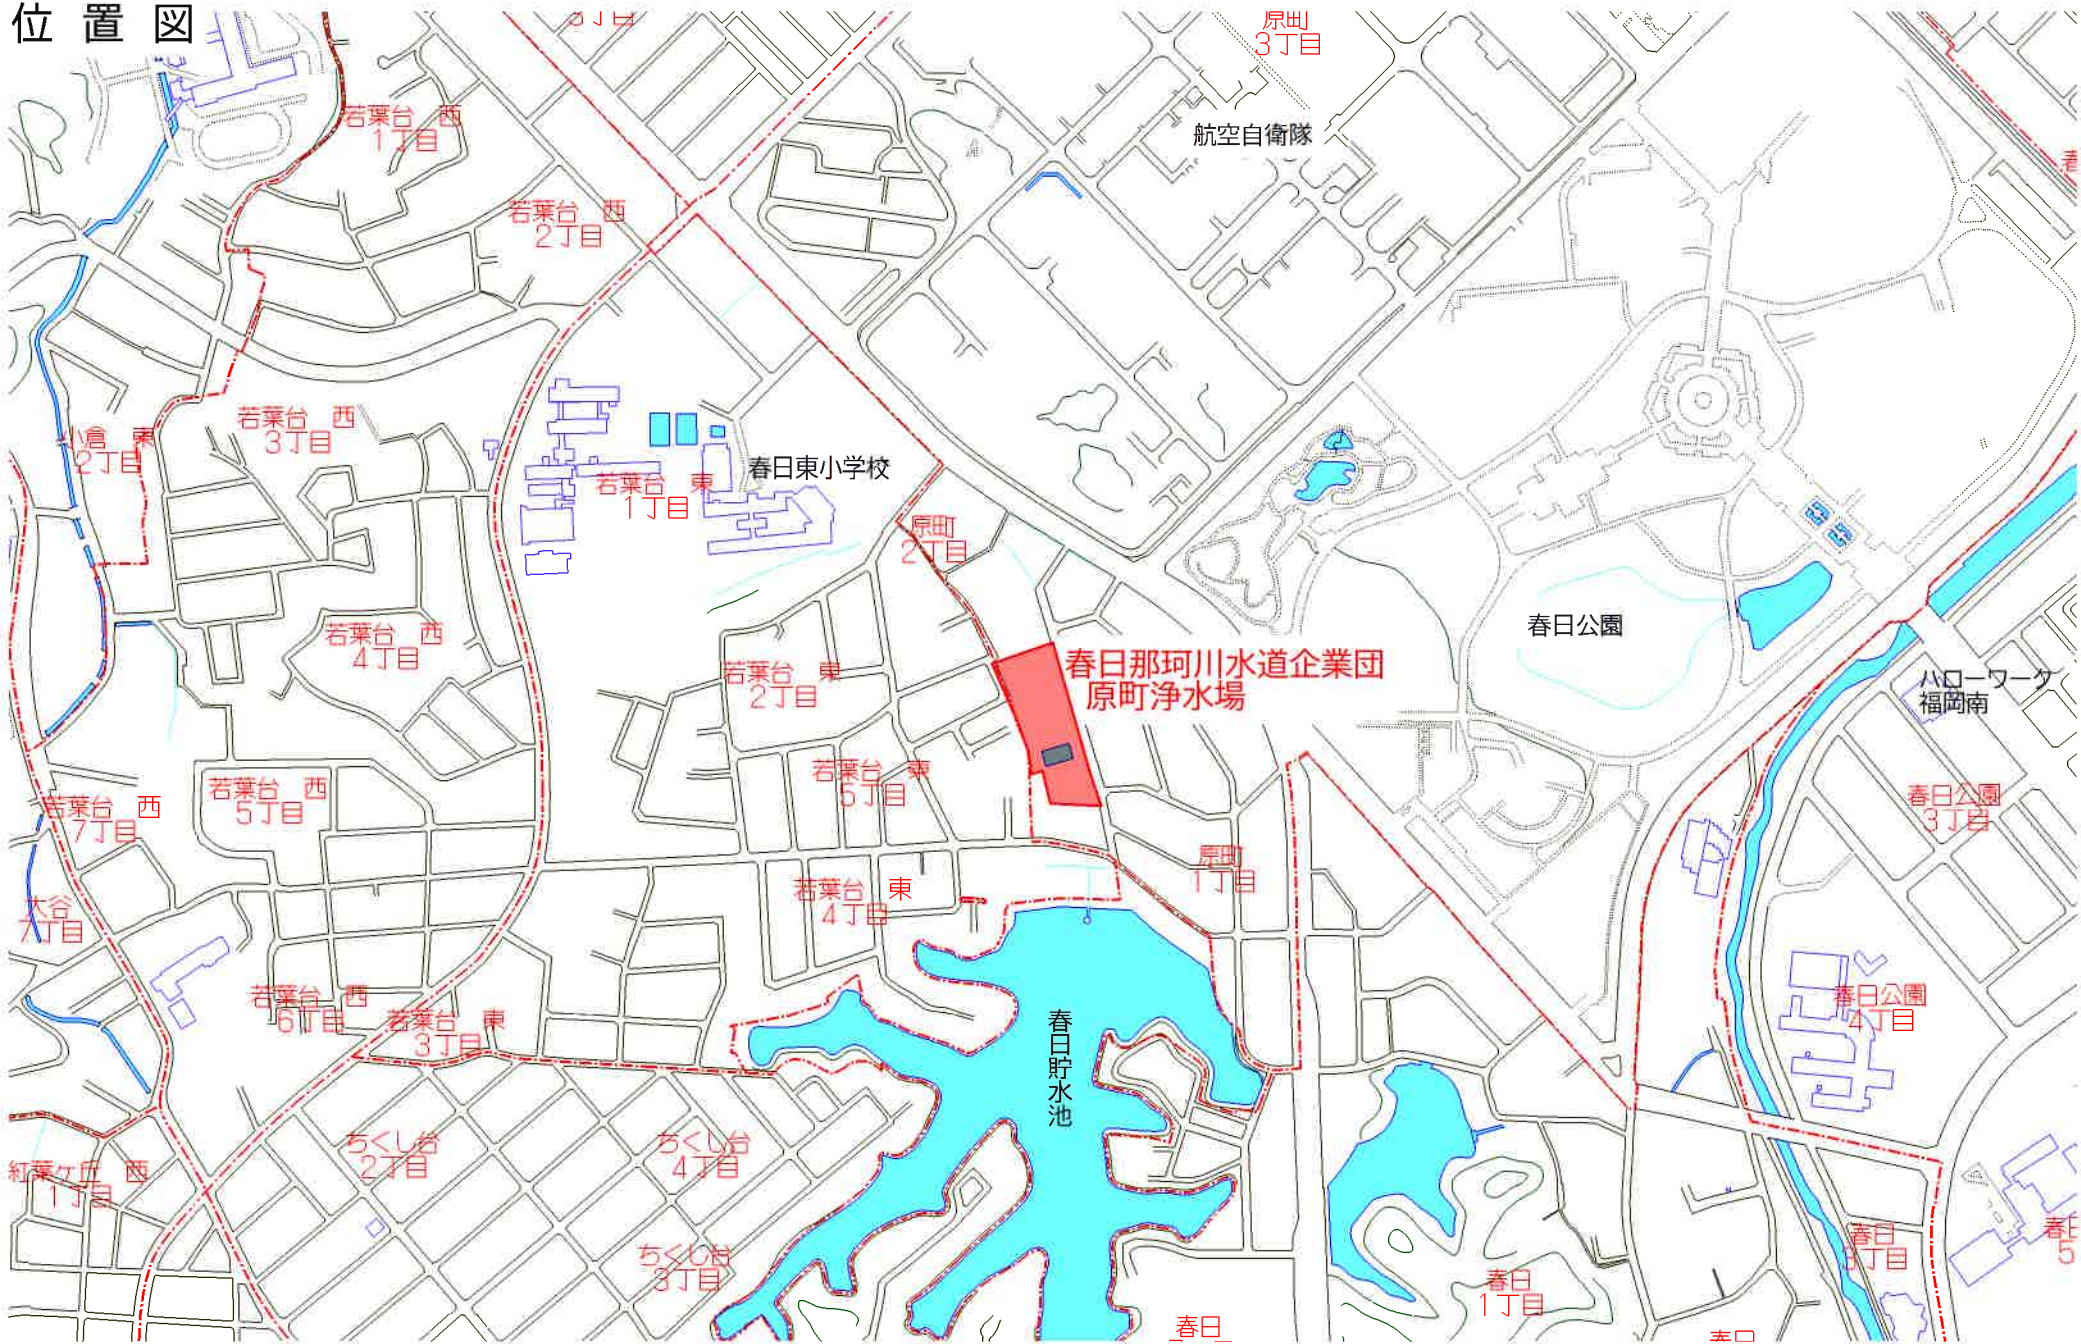 位置図
原町
3丁目
若葉台 西
1丁目
航空自衛隊
若葉台 西
2丁目
若葉台 西
3丁目
小倉 東
2丁目
春日東小学校
若葉台 東
1丁目
原町
2丁目
若葉台 西
4丁目
春日公園
若葉台 東
2丁目
春日那珂川水道企業団
原町浄水場
ハローワーク
福岡南
若葉台 西
5丁目
若葉台 東
5丁目
若葉台 西
7丁目
春日公園
3丁目
原町
1丁目
若葉台 東
4丁目
大谷
7丁目
若葉台 西
6丁目
若葉台 東
3丁目
春日公園
4丁目
春日貯水池
ちくし台
2丁目
ちくし台
4丁目
紅葉ケ丘 西
1丁目
ちくし台
3丁目
春日
1丁目
春日
3丁目
春日
5
春日